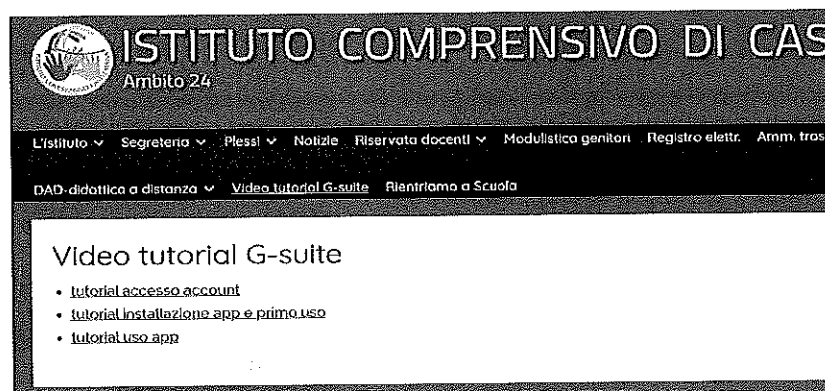 ISTITUTO COMPRENSIVO DI CAS
Ambito 24
L'istituto Segreteria Plessi Notizie Riservata docenti Modulistica genitori Registro elettr. Amm. tras
DAD-didattica a distanza Video tutorial G-suite Rientriamo a Scuola
Video tutorial G-suite
• tutorial accesso account
• tutorial installazione app e primo uso
• tutorial uso app